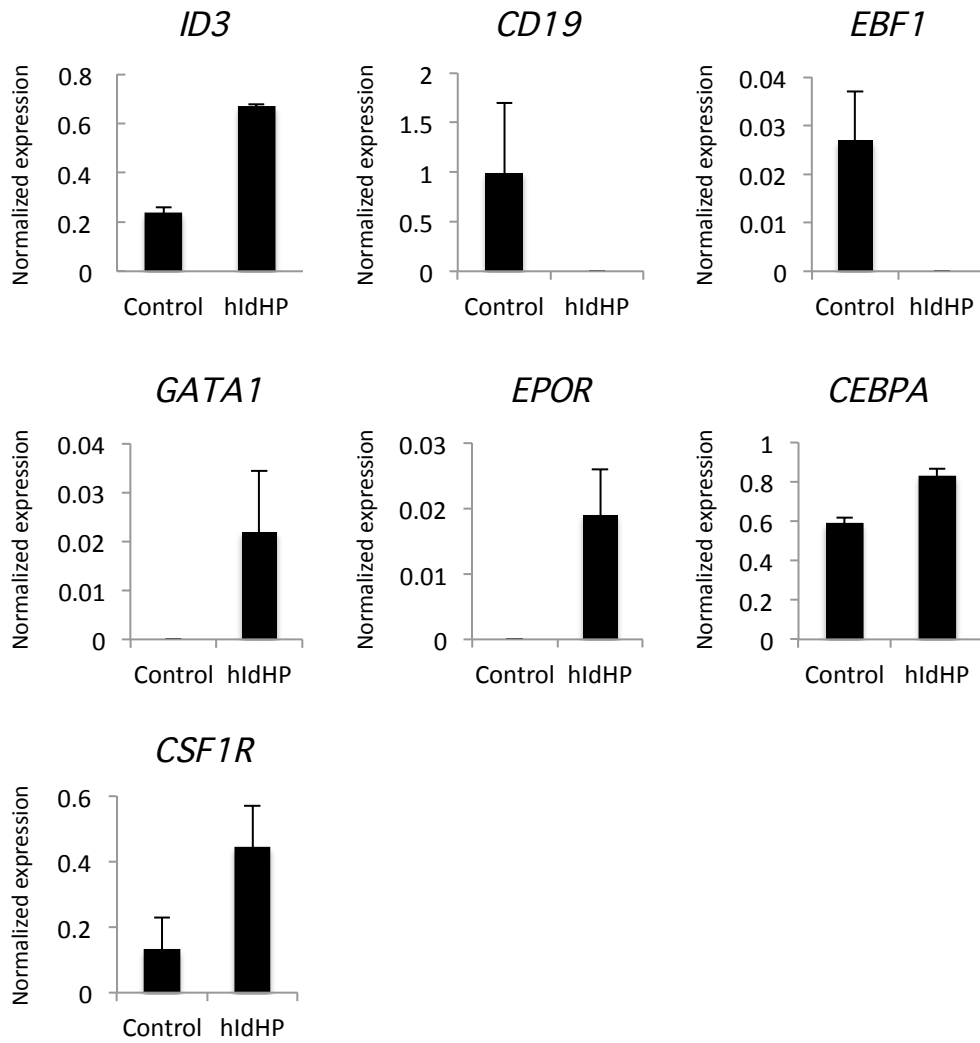 ID3
Normalized expression
0.8
0.6
0.4
0.2
0
Control hIdHP
CD19
Normalized expression
2
1.5
1
0.5
0
Control hIdHP
EBF1
Normalized expression
0.04
0.03
0.02
0.01
0
Control hIdHP
GATA1
Normalized expression
0.04
0.03
0.02
0.01
0
Control hIdHP
EPOR
Normalized expression
0.03
0.02
0.01
0
Control hIdHP
CEBPA
Normalized expression
1
0.8
0.6
0.4
0.2
0
Control hIdHP
CSF1R
Normalized expression
0.6
0.4
0.2
0
Control hIdHP